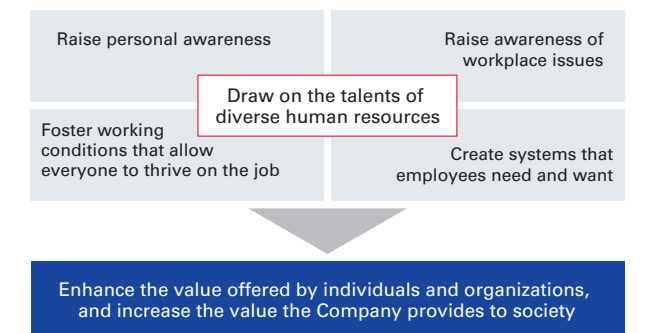 Raise personal awareness
Raise awareness of
workplace issues
Draw on the talents of
diverse human resources
Foster working
conditions that allow
everyone to thrive on the job
Create systems that
employees need and want
Enhance the value offered by individuals and organizations,
and increase the value the Company provides to society